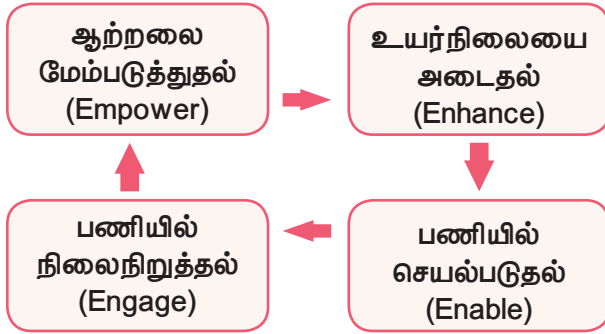 ஆற்றலை
மேம்படுத்துதல்
(Empower)
உயர்நிலையை
அடைதல்
(Enhance)
பணியில்
நிலைநிறுத்தல்
(Engage)
பணியில்
செயல்படுதல்
(Enable)